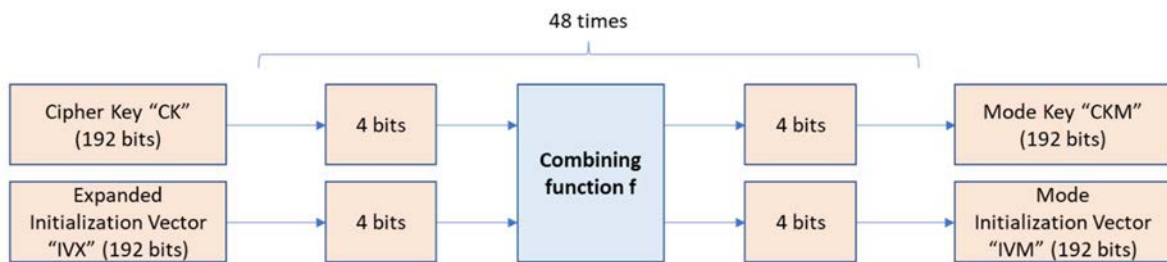 48 times
Cipher Key “CK”
(192 bits)
4 bits
Combining
function f
4 bits
Mode Key “CKM”
(192 bits)
Expanded
Initialization Vector
“IVX” (192 bits)
4 bits
4 bits
Mode
Initialization Vector
“IVM” (192 bits)